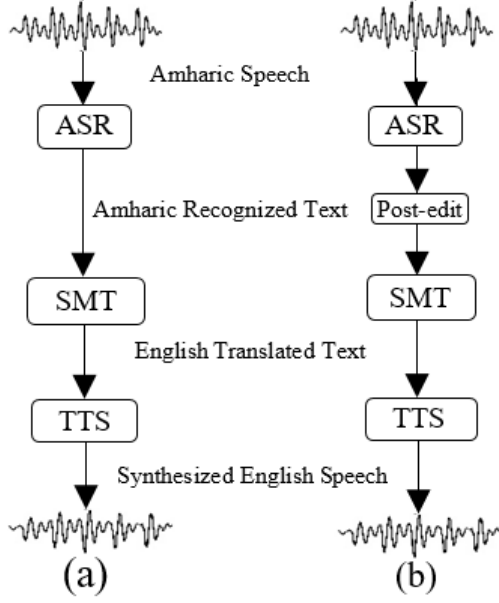 Amharic Speech
ASR ASR
Amharic Recognized Text Post-edit
SMT SMT
English Translated Text
TTS TTS
Synthesized English Speech
(a) (b)